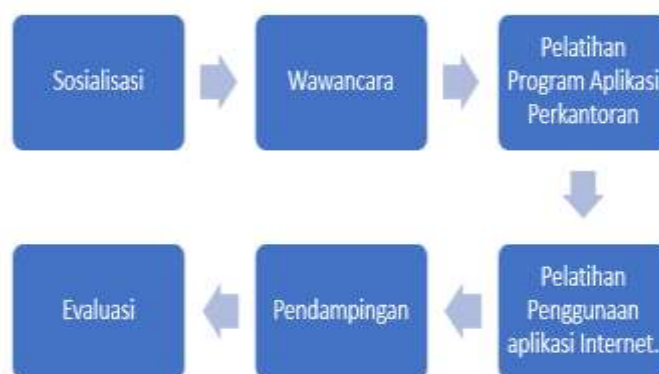 Sosialisasi
Wawancara
Pelatihan
Program Aplikasi
Perkantoran
Pelatihan
Penggunaan
aplikasi Internet.
Pendampingan
Evaluasi